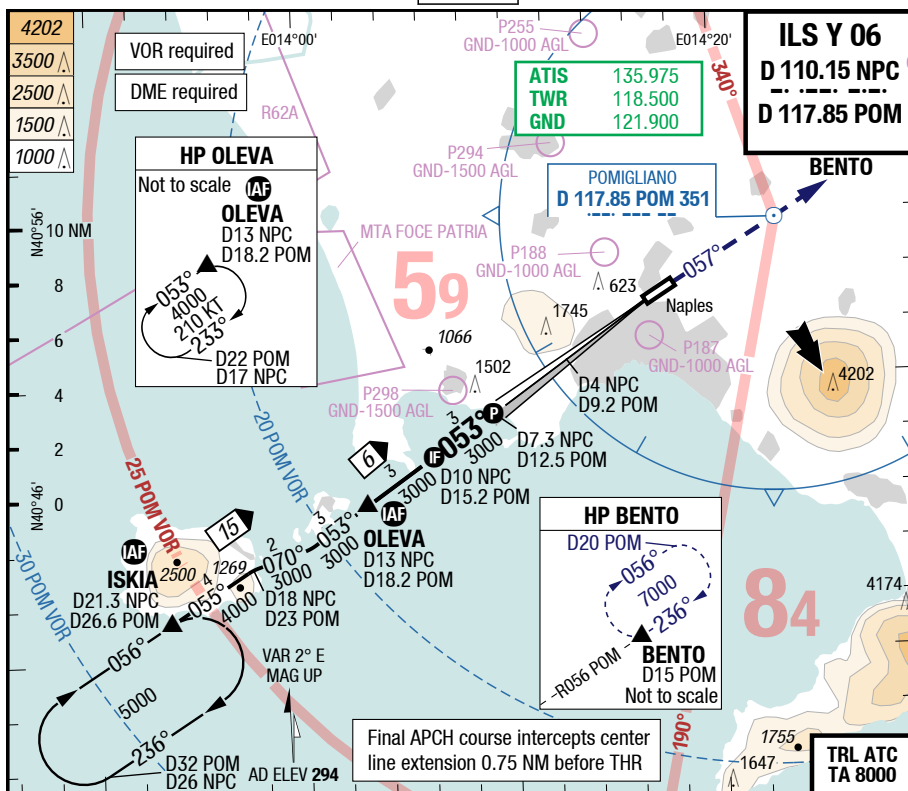 4202
3500
2500
1500
1000
VOR required
DME required
E014°00'
E014°20'
P255
GND-1000 AGL
ATIS 135.975
TWR 118.500
GND 121.900
340°
ILS Y 06
D 110.15 NPC
D 117.85 POM
R62A
HP OLEVA
Not to scale
IAF
OLEVA
D13 NPC
D18.2 POM
053°
4000
210 KT
233°
D22 POM
D17 NPC
P294
GND-1500 AGL
POMIGLIANO
D 117.85 POM 351
BENTO
N40°56'
10 NM
8
6
4
2
0
N40°46'
MTA FOCE PATRIA
59
P188
GND-1000 AGL
057°
623
Naples
1745
1066
1502
P187
GND-1000 AGL
4202
P298
GND-1500 AGL
D4 NPC
D9.2 POM
3
053°
P
3000
D7.3 NPC
D12.5 POM
6
IF
3
3000
D10 NPC
D15.2 POM
20 POM VOR
25 POM VOR
30 POM VOR
15
3
053°
3000
IAF
OLEVA
D13 NPC
D18.2 POM
IAF
ISKIA
D21.3 NPC
D26.6 POM
2500
1269
2
070°
3000
4
055°
4000
D18 NPC
D23 POM
056°
5000
236°
D32 POM
D26 NPC
VAR 2° E
MAG UP
AD ELEV 294
HP BENTO
D20 POM
056°
7000
236°
R056 POM
BENTO
D15 POM
Not to scale
84
4174
190°
1755
1647
Final APCH course intercepts center
line extension 0.75 NM before THR
TRL ATC
TA 8000